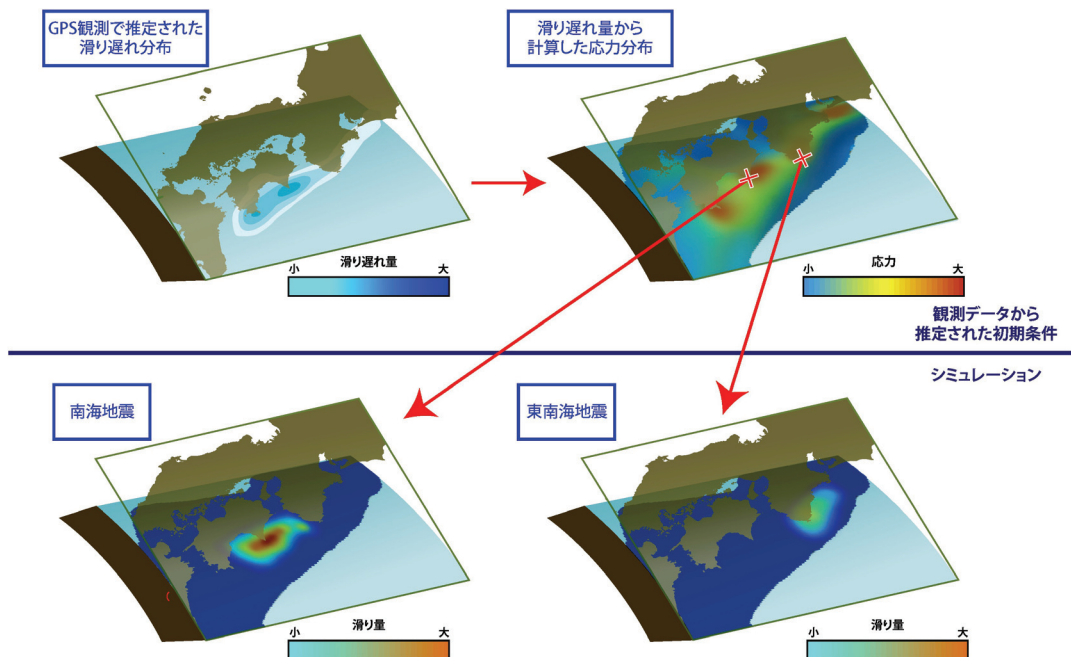 GPS観測で推定された
滑り遅れ分布
滑り遅れ量から
計算した応力分布
滑り遅れ量
小
大
応力
小
大
観測データから
推定された初期条件
シミュレーション
南海地震
東南海地震
滑り量
小
大
滑り量
小
大